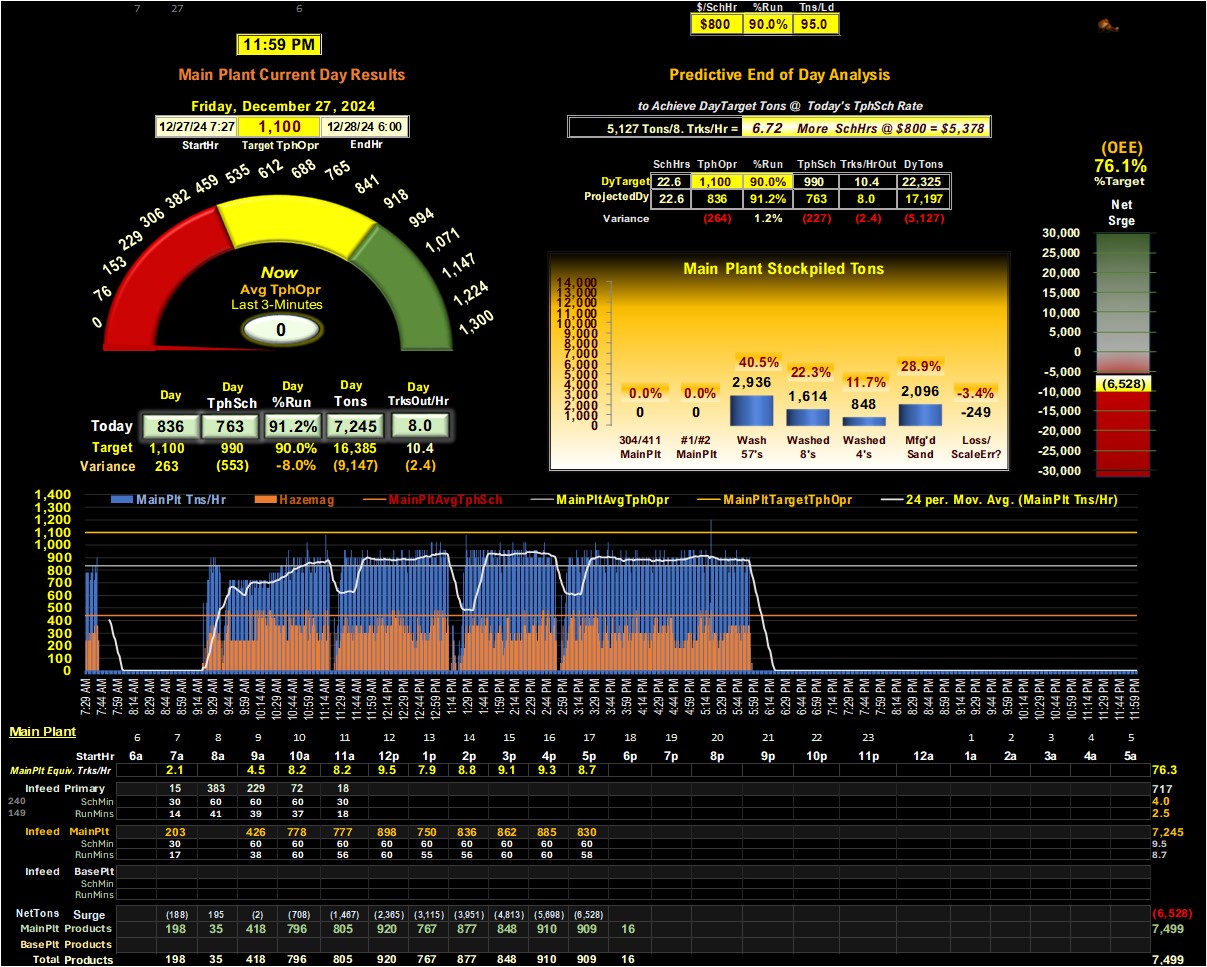 7 27 6
$/SchHr %Run Tns/Ld
$800 90.0% 95.0
11:59 PM
Main Plant Current Day Results
Friday, December 27, 2024
12/27/24 7:27 1,100 12/28/24 6:00
StartHr Target TphOpr EndHr
0 76 153 229 306 382 459 535 612 688 765 841 918 994 1,071 1,147 1,224 1,300
Now
Avg TphOpr
Last 3-Minutes
0
Day Day TphSch Day %Run Day Tons Day TrksOut/Hr
Today 836 763 91.2% 7,245 8.0
Target 1,100 990 90.0% 16,385 10.4
Variance 263 (553) -8.0% (9,147) (2.4)
Predictive End of Day Analysis
to Achieve DayTarget Tons @ Today's TphSch Rate
5,127 Tons/8. Trks/Hr = 6.72 More SchHrs @ $800 = $5,378
SchHrs TphOpr %Run TphSch Trks/HrOut DyTons
DyTarget 22.6 1,100 90.0% 990 10.4 22,325
ProjectedDy 22.6 836 91.2% 763 8.0 17,197
Variance (264) 1.2% (227) (2.4) (5,127)
Main Plant Stockpiled Tons
14,000
13,000
12,000
11,000
10,000
9,000
8,000
7,000
6,000
5,000
4,000
3,000
2,000
1,000
0
0.0% 0.0% 40.5% 22.3% 11.7% 28.9% -3.4%
0 0 2,936 1,614 848 2,096 -249
304/411 #1/#2 Wash Washed Washed Mfg'd Loss/
MainPlt MainPlt 57's 8's 4's Sand ScaleErr?
(OEE)
76.1%
%Target
Net
Srge
30,000
25,000
20,000
15,000
10,000
5,000
0
-5,000
(6,528)
-10,000
-15,000
-20,000
-25,000
-30,000
MainPlt Tns/Hr Hazemag MainPltAvgTphSch MainPltAvgTphOpr MainPltTargetTphOpr 24 per. Mov. Avg. (MainPlt Tns/Hr)
1,400
1,300
1,200
1,100
1,000
900
800
700
600
500
400
300
200
100
0
7:29 AM 7:44 AM 7:59 AM 8:14 AM 8:29 AM 8:44 AM 8:59 AM 9:14 AM 9:29 AM 9:44 AM 9:59 AM 10:14 AM 10:29 AM 10:44 AM 10:59 AM 11:14 AM 11:29 AM 11:44 AM 11:59 AM 12:14 PM 12:29 PM 12:44 PM 12:59 PM 1:14 PM 1:29 PM 1:44 PM 1:59 PM 2:14 PM 2:29 PM 2:44 PM 2:59 PM 3:14 PM 3:29 PM 3:44 PM 3:59 PM 4:14 PM 4:29 PM 4:44 PM 4:59 PM 5:14 PM 5:29 PM 5:44 PM 5:59 PM 6:14 PM 6:29 PM 6:44 PM 6:59 PM 7:14 PM 7:29 PM 7:44 PM 7:59 PM 8:14 PM 8:29 PM 8:44 PM 8:59 PM 9:14 PM 9:29 PM 9:44 PM 9:59 PM 10:14 PM 10:29 PM 10:44 PM 10:59 PM 11:14 PM 11:29 PM 11:44 PM 11:59 PM
Main Plant
6 7 8 9 10 11 12 13 14 15 16 17 18 19 20 21 22 23 1 2 3 4 5
StartHr 6a 7a 8a 9a 10a 11a 12p 1p 2p 3p 4p 5p 6p 7p 8p 9p 10p 11p 12a 1a 2a 3a 4a 5a
MainPlt Equiv. Trks/Hr 2.1 4.5 8.2 8.2 9.5 7.9 8.8 9.1 9.3 8.7 76.3
Infeed Primary 15 383 229 72 18 717
240 SchMin 30 60 60 60 30 4.0
149 RunMin 14 41 39 37 18 2.5
Infeed MainPlt 203 426 778 777 898 750 836 862 885 830 7,245
SchMin 30 60 60 60 60 60 60 60 60 60 9.5
RunMins 17 38 60 56 60 55 56 60 60 58 8.7
Infeed BasePlt
SchMin
RunMins
NetTons Surge (188) 195 (2) (708) (1,467) (2,365) (3,115) (3,951) (4,813) (5,698) (6,528) (6,528)
MainPlt Products 198 35 418 796 805 920 767 877 848 910 909 16 7,499
BasePlt Products
Total Products 198 35 418 796 805 920 767 877 848 910 909 16 7,499